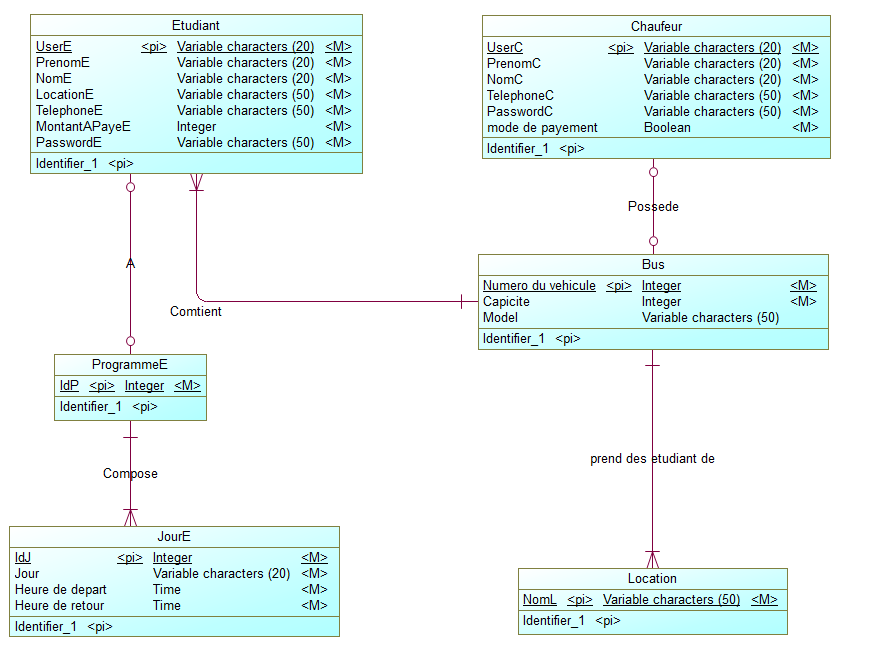 Etudiant
UserE <pi> Variable characters (20) <M>
PrenomE Variable characters (20) <M>
NomE Variable characters (20) <M>
LocationE Variable characters (50) <M>
TelephoneE Variable characters (50) <M>
MontantAPayeE Integer <M>
PasswordE Variable characters (50) <M>
Identifier_1 <pi>
Chaufeur
UserC <pi> Variable characters (20) <M>
PrenomC Variable characters (20) <M>
NomC Variable characters (20) <M>
TelephoneC Variable characters (50) <M>
PasswordC Variable characters (50) <M>
mode de payement Boolean <M>
Identifier_1 <pi>
Possede
A
Comtient
Bus
Numero du vehicule <pi> Integer <M>
Capicite Integer <M>
Model Variable characters (50)
Identifier_1 <pi>
ProgrammeE
IdP <pi> Integer <M>
Identifier_1 <pi>
Compose
prend des etudiant de
JourE
IdJ <pi> Integer <M>
Jour Variable characters (20) <M>
Heure de depart Time <M>
Heure de retour Time <M>
Identifier_1 <pi>
Location
NomL <pi> Variable characters (50) <M>
Identifier_1 <pi>